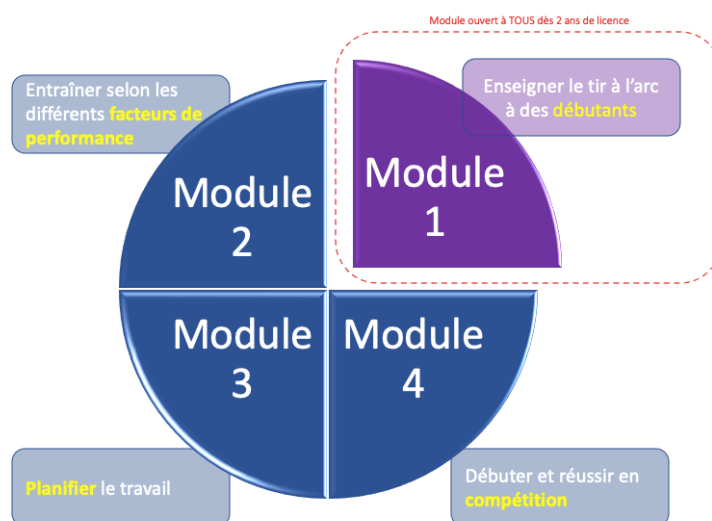 Module ouvert à TOUS dès 2 ans de licence
Entraîner selon les
différents facteurs de
performance
Enseigner le tir à l'arc
à des débutants
Module
2
Module
1
Module
3
Module
4
Planifier le travail
Débuter et réussir en
compétition